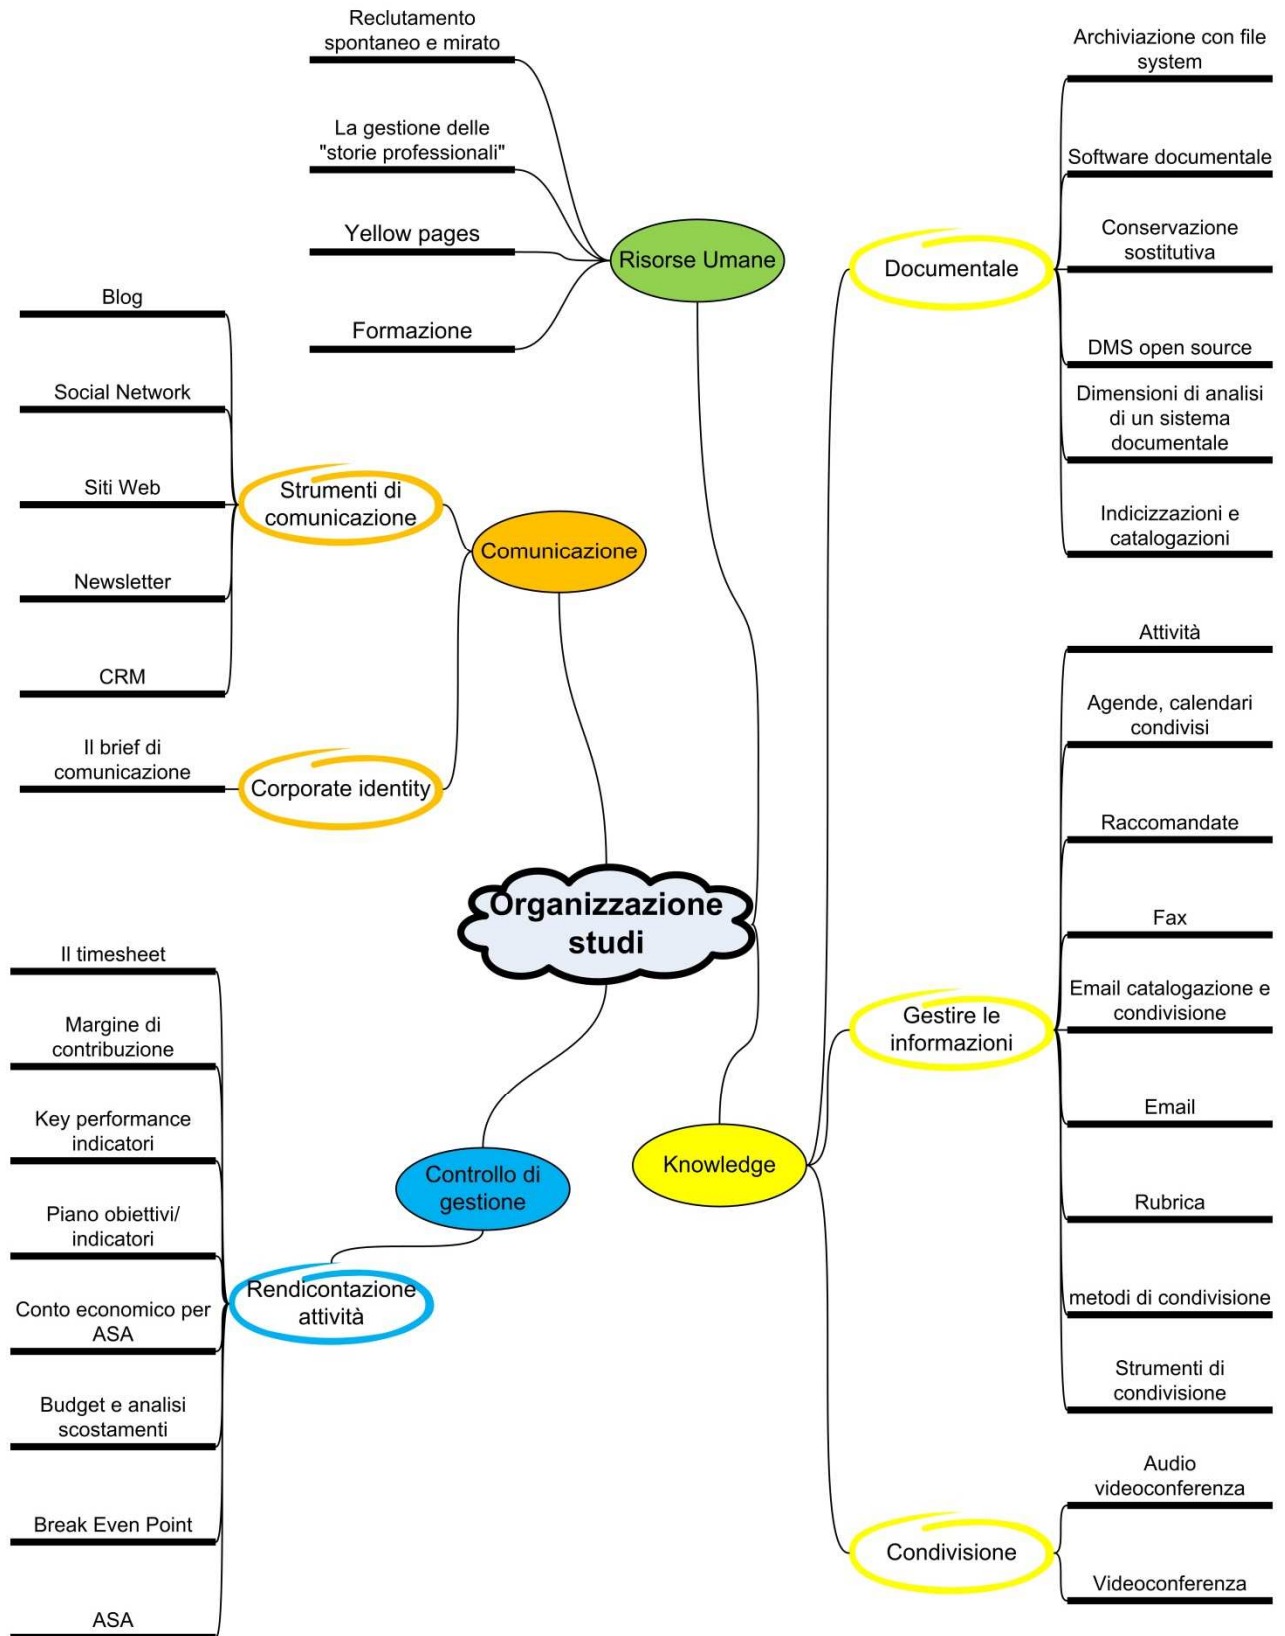 Reclutamento
spontaneo e mirato
La gestione delle
"storie professionali"
Yellow pages
Formazione
Risorse Umane
Blog
Social Network
Siti Web
Newsletter
CRM
Strumenti di
comunicazione
Comunicazione
Il brief di
comunicazione
Corporate identity
Organizzazione
studi
Il timesheet
Margine di
contribuzione
Key performance
indicatori
Piano obiettivi/
indicatori
Conto economico per
ASA
Budget e analisi
scostamenti
Break Even Point
ASA
Rendicontazione
attività
Controllo di
gestione
Knowledge
Documentale
Archiviazione con file
system
Software documentale
Conservazione
sostitutiva
DMS open source
Dimensioni di analisi
di un sistema
documentale
Indicizzazioni e
catalogazioni
Gestire le
informazioni
Attività
Agende, calendari
condivisi
Raccomandate
Fax
Email catalogazione e
condivisione
Email
Rubrica
metodi di condivisione
Strumenti di
condivisione
Condivisione
Audio
videoconferenza
Videoconferenza